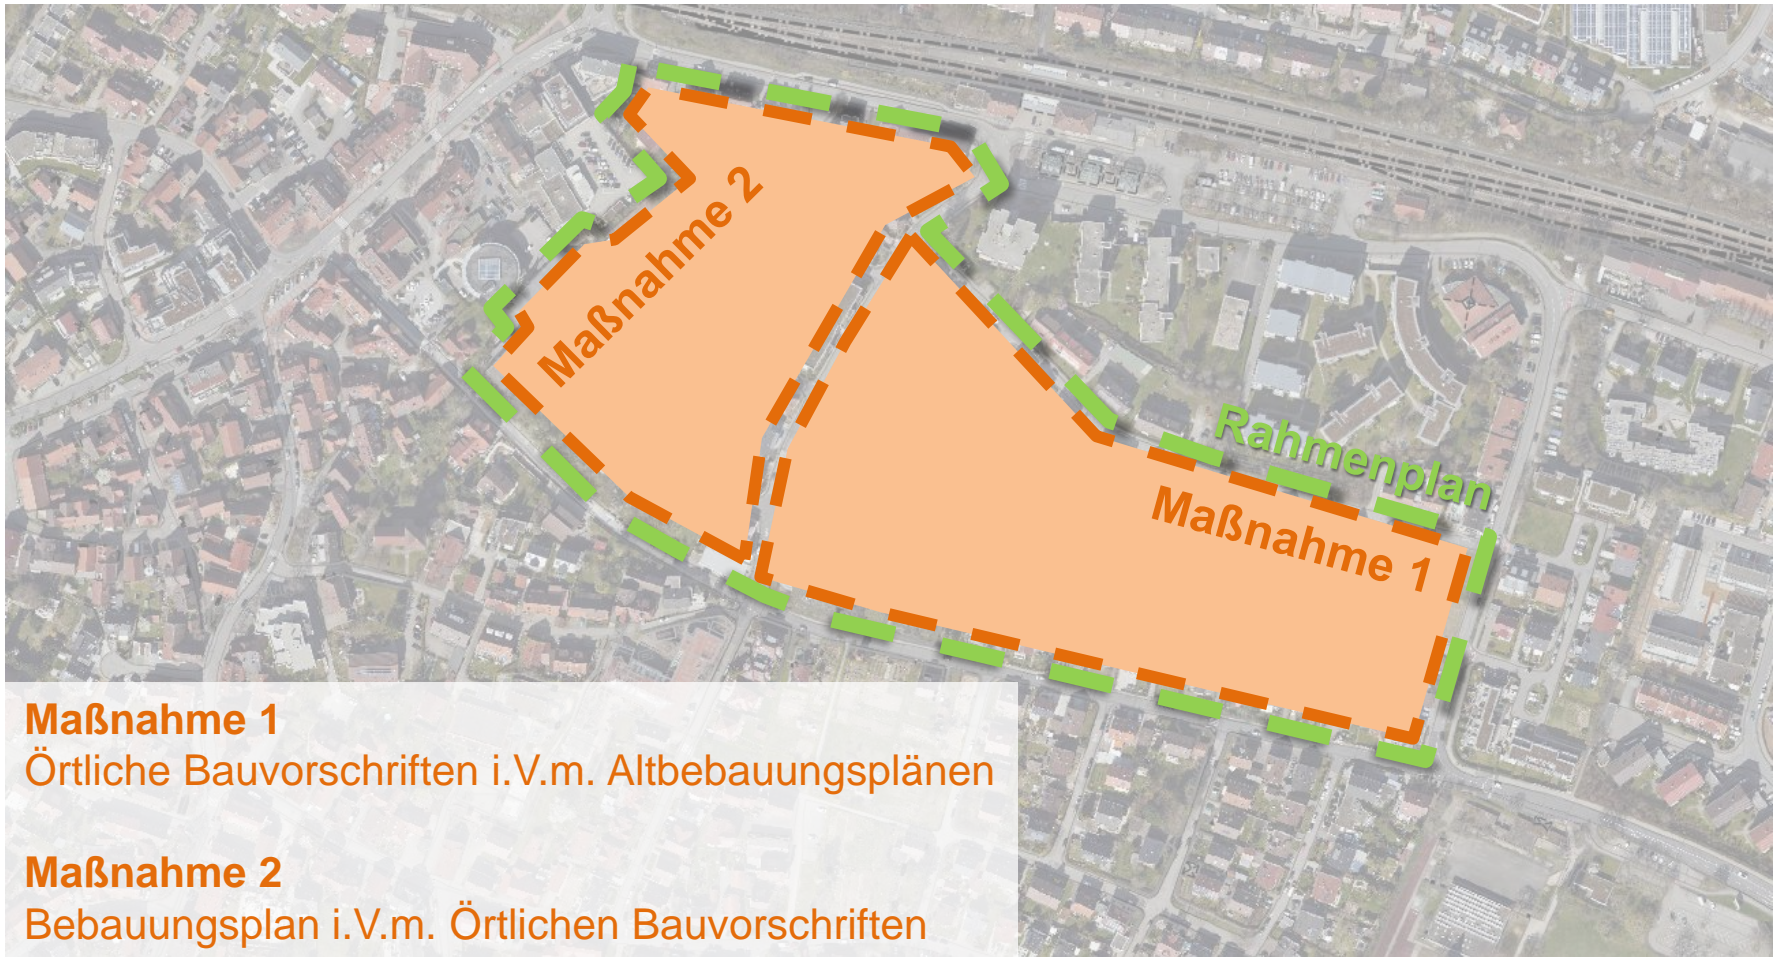 Maßnahme 2
Rahmenplan
Maßnahme 1
Maßnahme 1
Örtliche Bauvorschriften i.V.m. Altbebauungsplänen
Maßnahme 2
Bebauungsplan i.V.m. Örtlichen Bauvorschriften